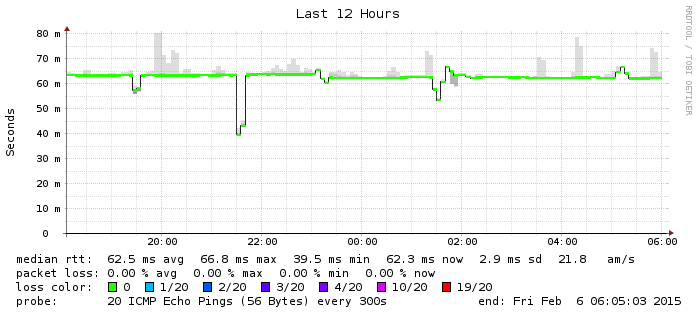 Last 12 Hours
RRDTOOL / TOBI OETIKER
Seconds
80 m
70 m
60 m
50 m
40 m
30 m
20 m
10 m
0
20:00 22:00 00:00 02:00 04:00 06:00
median rtt: 62.5 ms avg 66.8 ms max 39.5 ms min 62.3 ms now 2.9 ms sd 21.8 am/s
packet loss: 0.00 % avg 0.00 % max 0.00 % min 0.00 % now
loss color: 0 1/20 2/20 3/20 4/20 10/20 19/20
probe: 20 ICMP Echo Pings (56 Bytes) every 300s end: Fri Feb 6 06:05:03 2015